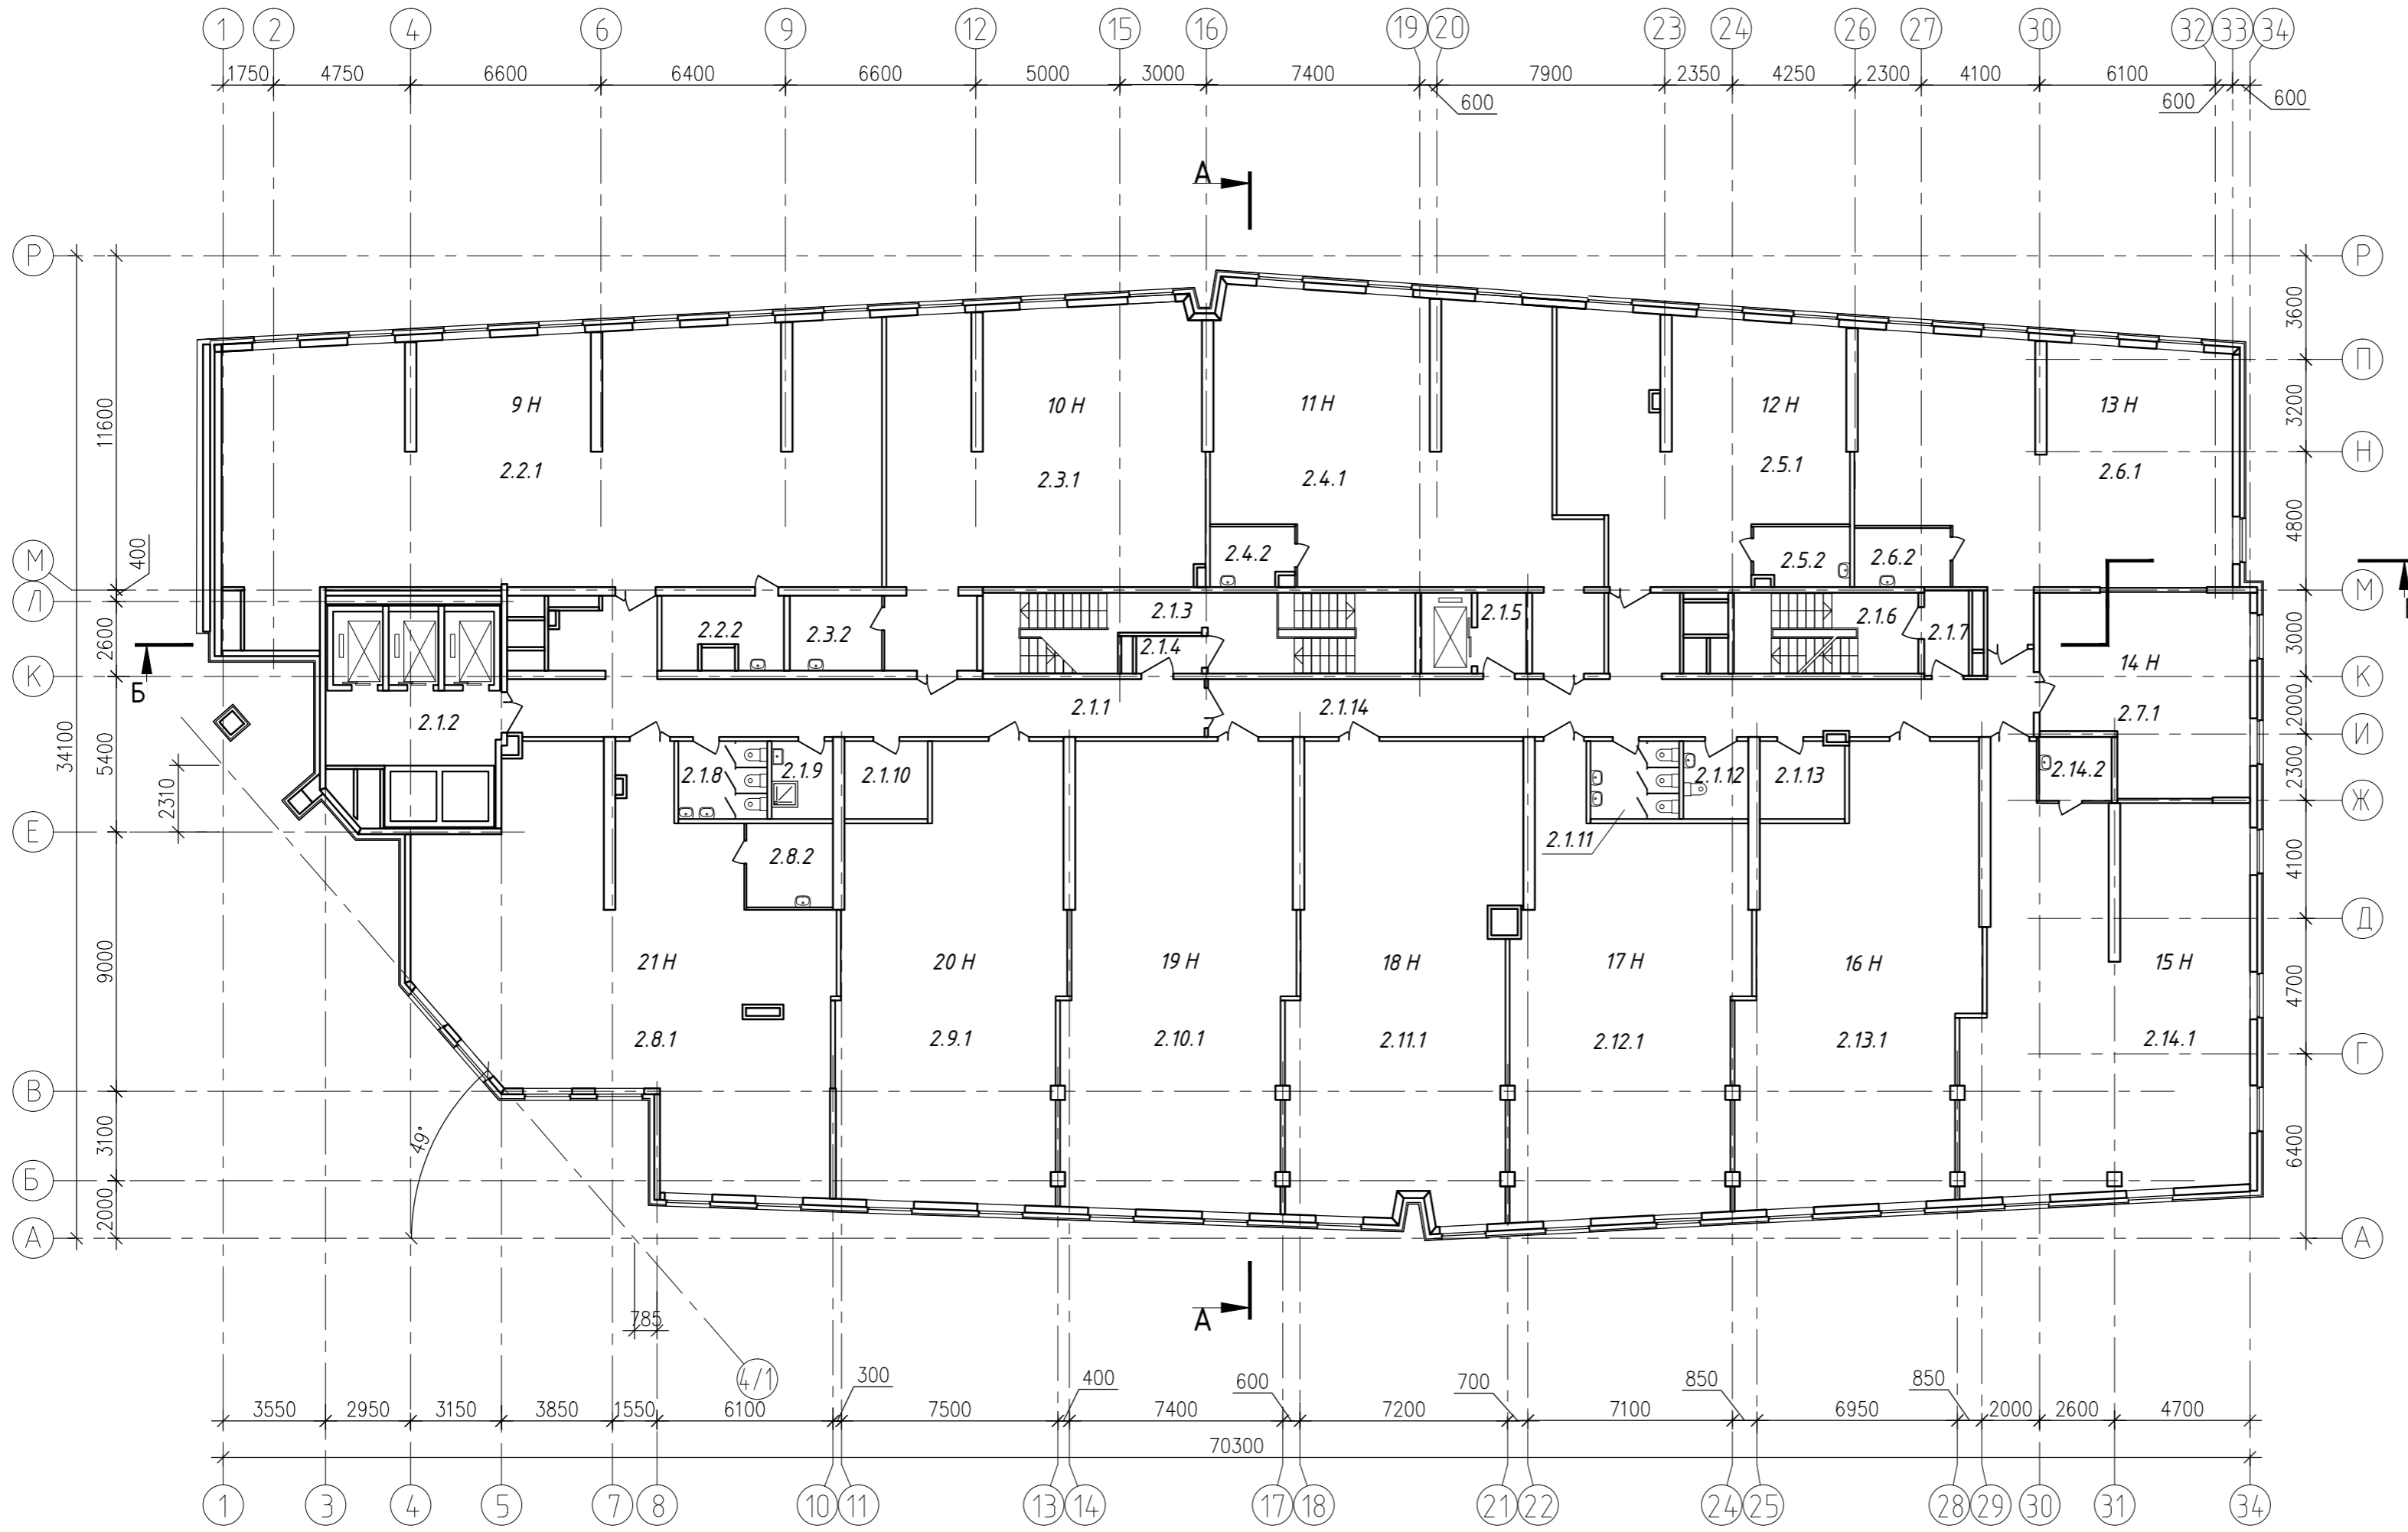 1 2 4 6 9 12 15 16 19 20 23 24 26 27 30 32 33 34
1750 4750 6600 6400 6600 5000 3000 7400 7900 2350 4250 2300 4100 6100
600 600 600
А
Р Р
3600
П
11600 9 Н 10 Н 11 Н 12 Н 13 Н 3200
Н
2.2.1 2.3.1 2.4.1 2.5.1 2.6.1
4800
400 2.4.2 2.5.2 2.6.2
М М
Л
2600 2.2.2 2.3.2 2.1.3 2.1.4 2.1.5 2.1.6 2.1.7 3000
К 14 Н К
Б
2.1.2 2.1.1 2.1.14 2.7.1 2000
И
34100 5400 2310 2.1.8 2.1.9 2.1.10 2.1.12 2.1.13 2.14.2 2300
Ж
Е
2.8.2 2.1.11 4100
Д
9000 21 Н 20 Н 19 Н 18 Н 17 Н 16 Н 15 Н
4700
2.8.1 2.9.1 2.10.1 2.11.1 2.12.1 2.13.1 2.14.1
Г
В
3100 49° 6400
Б
2000
А А
785 А
4/1
300 400 600 700 850 850
3550 2950 3150 3850 1550 6100 7500 7400 7200 7100 6950 2000 2600 4700
70300
1 3 4 5 7 8 10 11 13 14 17 18 21 22 24 25 28 29 30 31 34